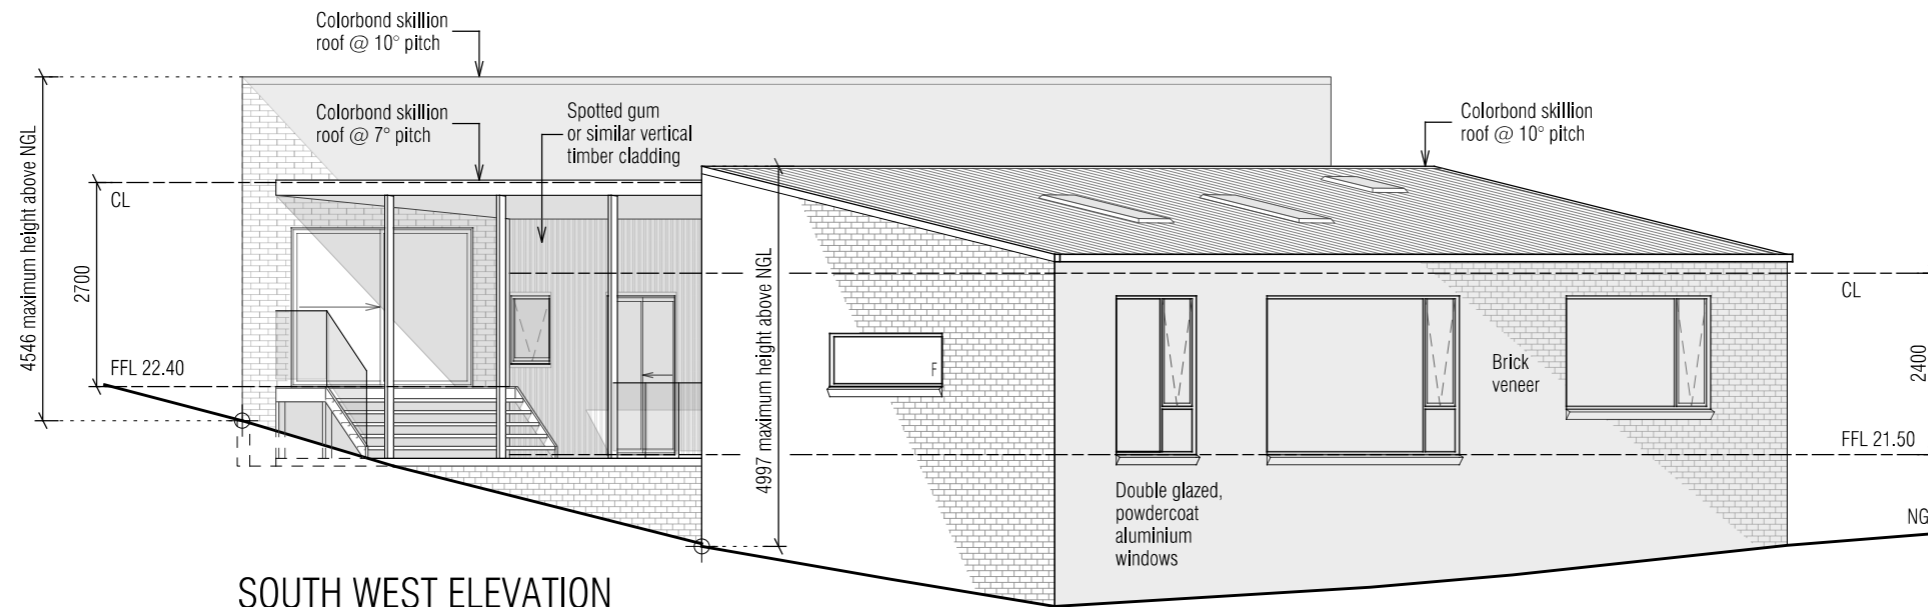 Colorbond skillion
roof @ 10° pitch
Colorbond skillion
roof @ 7° pitch
Spotted gum
or similar vertical
timber cladding
Colorbond skillion
roof @ 10° pitch
4546 maximum height above NGL
2700
CL
FFL 22.40
4997 maximum height above NGL
F
Brick
veneer
Double glazed,
powdercoat
aluminium
windows
CL
2400
FFL 21.50
NG
SOUTH WEST ELEVATION